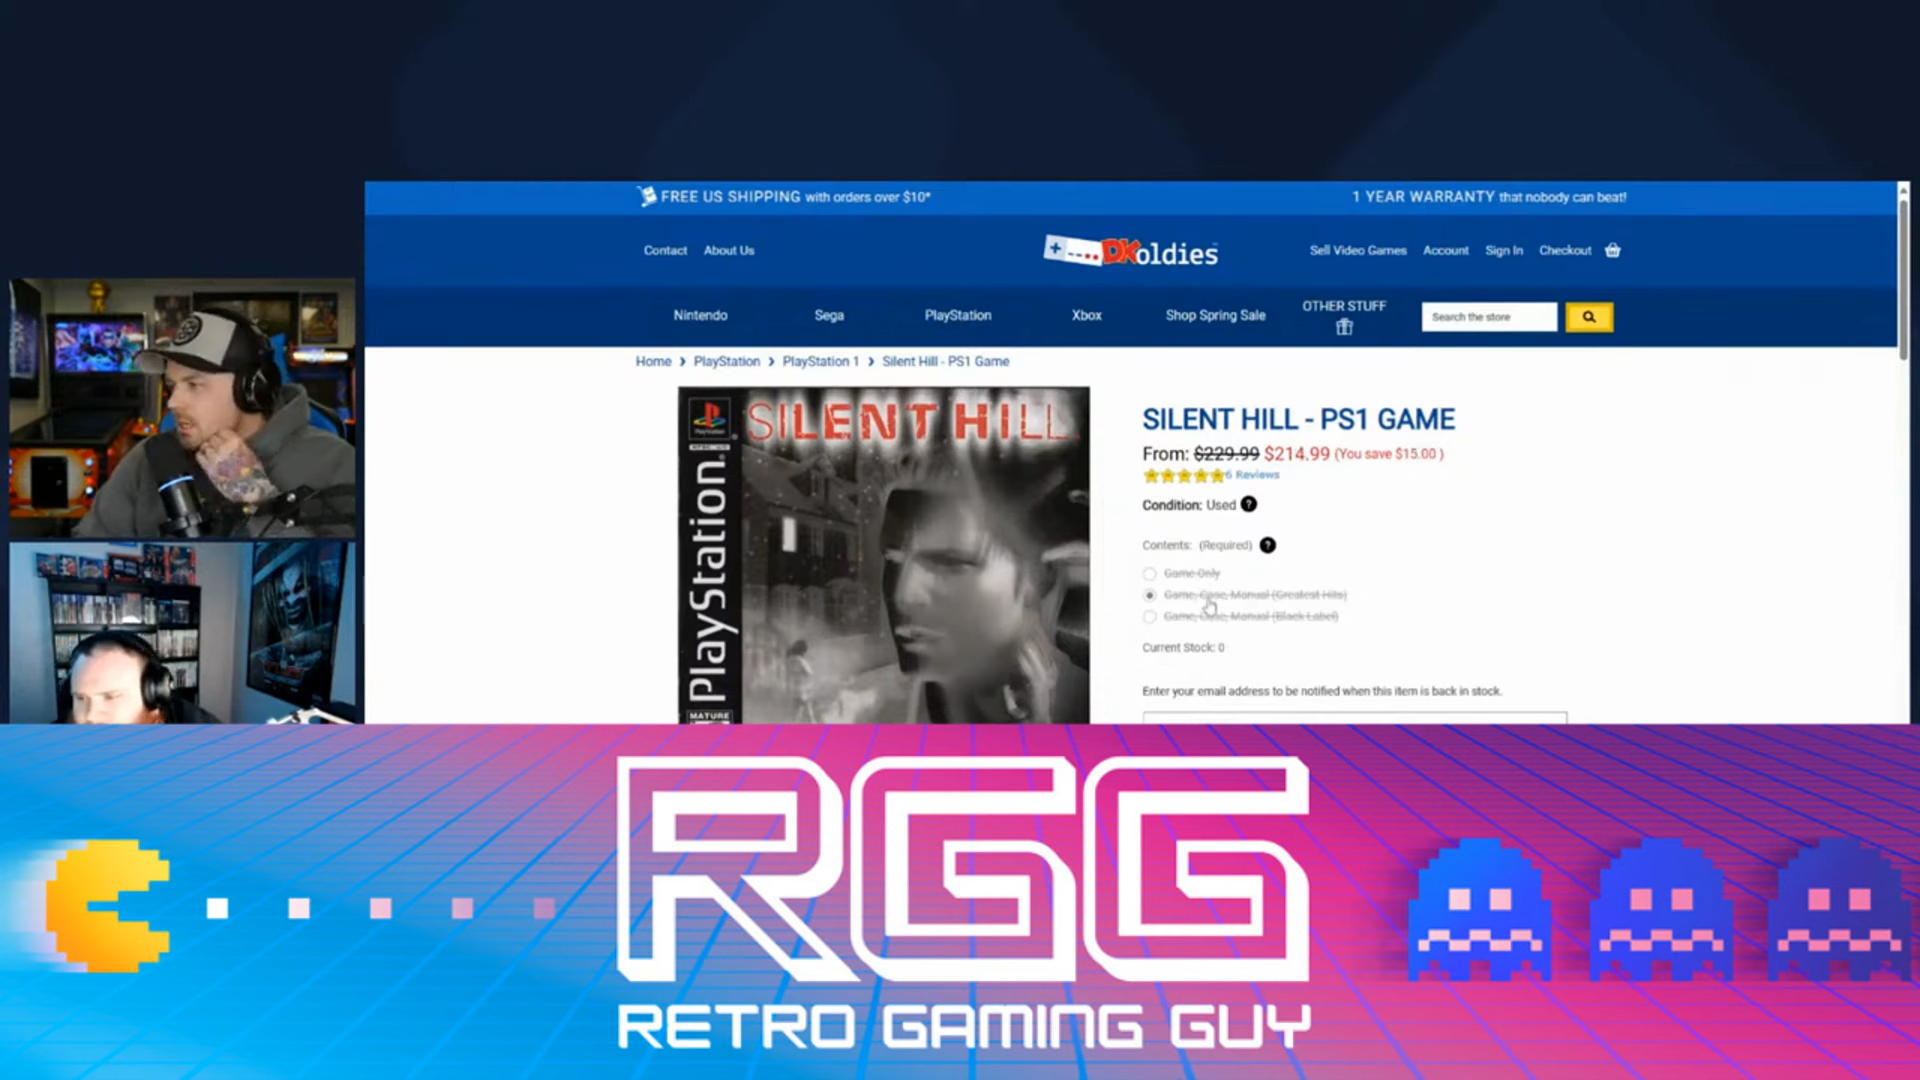 FREE US SHIPPING with orders over $10*
1 YEAR WARRANTY that nobody can beat!
Contact
About Us
DKoldies
Sell Video Games
Account
Sign In
Checkout
Nintendo
Sega
PlayStation
Xbox
Shop Spring Sale
OTHER STUFF
Search the store
Home > PlayStation > PlayStation 1 > Silent Hill - PS1 Game
SILENT HILL
PlayStation
MATURE
SILENT HILL - PS1 GAME
From: $229.99 $214.99 (You save $15.00 )
6 Reviews
Condition: Used ?
Contents: (Required) ?
Game Only
Game, Case, Manual (Greatest Hits)
Game, Case, Manual (Black Label)
Current Stock: 0
Enter your email address to be notified when this item is back in stock.
RGG
RETRO GAMING GUY